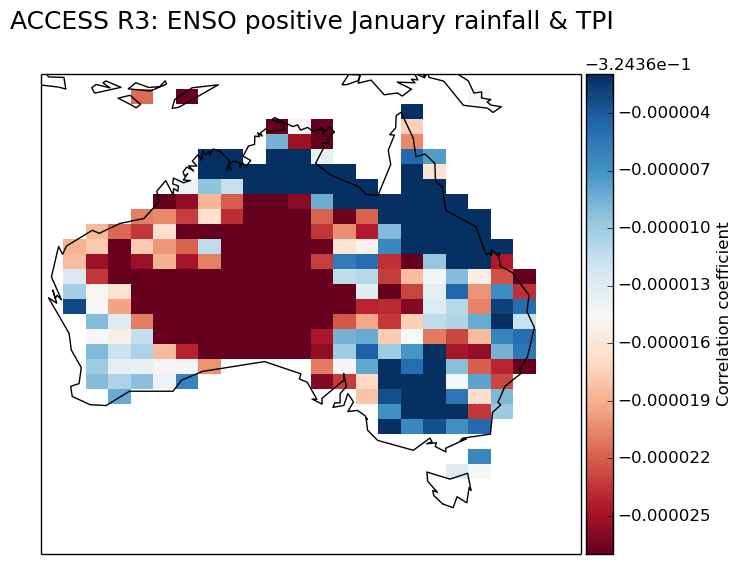 ACCESS R3: ENSO positive January rainfall & TPI
−3.2436e−1
−0.000004
−0.000007
−0.000010
−0.000013
−0.000016
−0.000019
−0.000022
−0.000025
Correlation coefficient